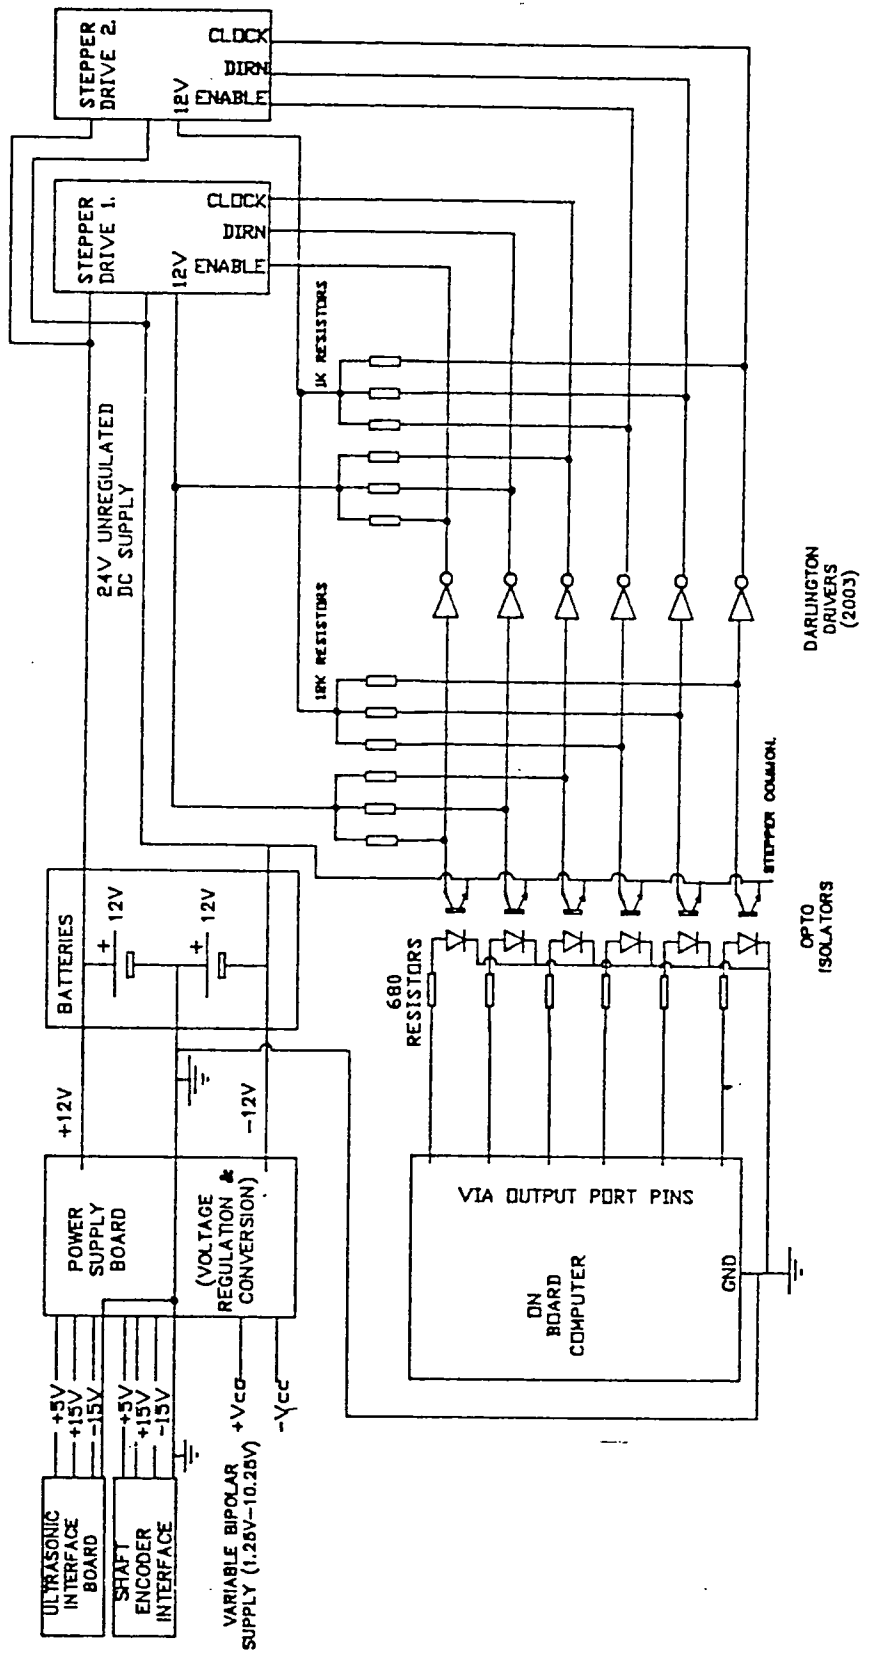 STEPPER
DRIVE 2.
12V
CLOCK
DIRN
ENABLE
STEPPER
DRIVE 1.
12V
CLOCK
DIRN
ENABLE
24V UNREGULATED
DC SUPPLY
1K RESISTORS
10K RESISTORS
DARLINGTON
DRIVERS
(2003)
STEPPER COMMON.
OPTO
ISOLATORS
BATTERIES
+
12V
+
12V
680
RESISTORS
+12V
-12V
POWER
SUPPLY
BOARD
(VOLTAGE
REGULATION &
CONVERSION)
VIA OUTPUT PORT PINS
ON
BOARD
COMPUTER
GND
+5V
+15V
-15V
+5V
+15V
-15V
+Vcc
-Vcc
ULTRASONIC
INTERFACE
BOARD
SHAFT
ENCODER
INTERFACE
VARIABLE BIPOLAR
SUPPLY (1.25V-10.25V)